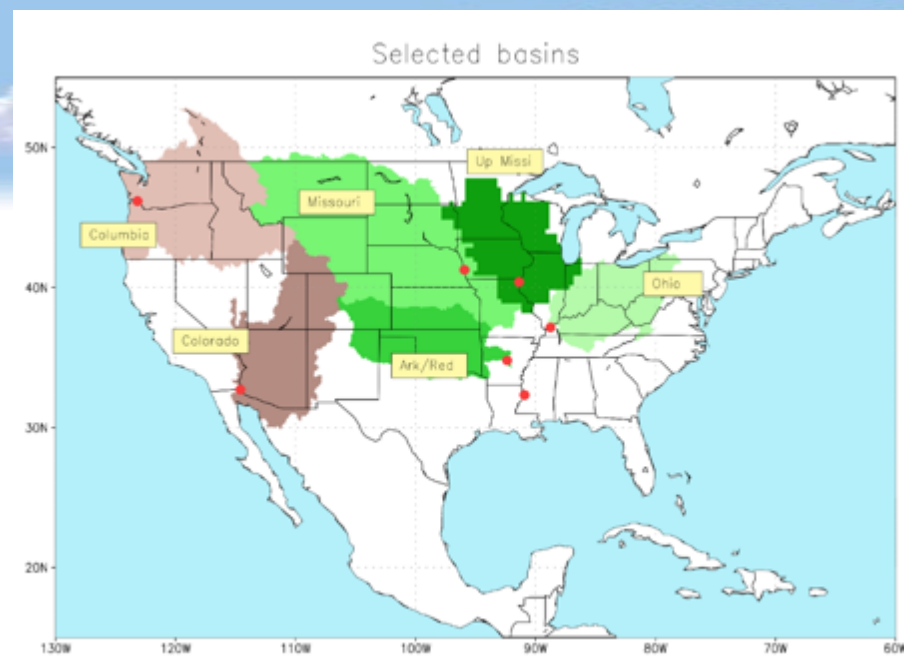 Selected basins
50N
40N
30N
20N
130W
120W
110W
100W
90W
80W
70W
60W
Up Missi
Missouri
Columbia
Ohio
Colorado
Ark/Red